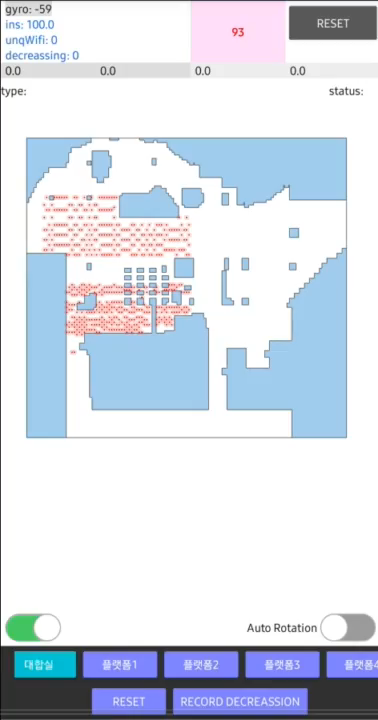 gyro: -59
ins: 100.0
unqWifi: 0
decreassing: 0
93
RESET
0.0 0.0 0.0 0.0
type: status:
Auto Rotation
대합실 플랫폼1 플랫폼2 플랫폼3 플랫폼4
RESET RECORD DECREASSION